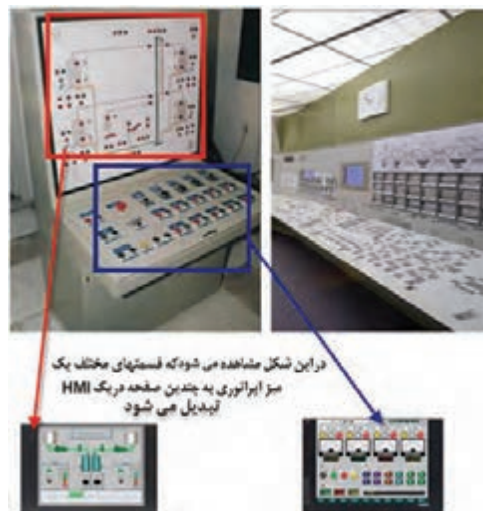 در این شکل مشاهده می شود که قسمتهای مختلف یک
میز اپراتوری به چندین صفحه در یک HMI
تبدیل می شود